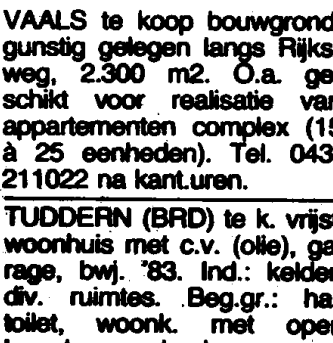 VAALS te koop bouwgrond
gunstig gelegen langs Rijks
weg, 2.300 m2. O.a. ge
schikt voor realisatie van
appartementen complex (15
à 25 eenheden). Tel. 043
211022 na kant.uren.
TUDDERN (BRD) te k. vrijs
woonhuis met c.v. (olie), ga
rage, bwj. '83. Ind.: kelder
div. ruimtes. Beg.gr.: hal
toilet, woonk. met open